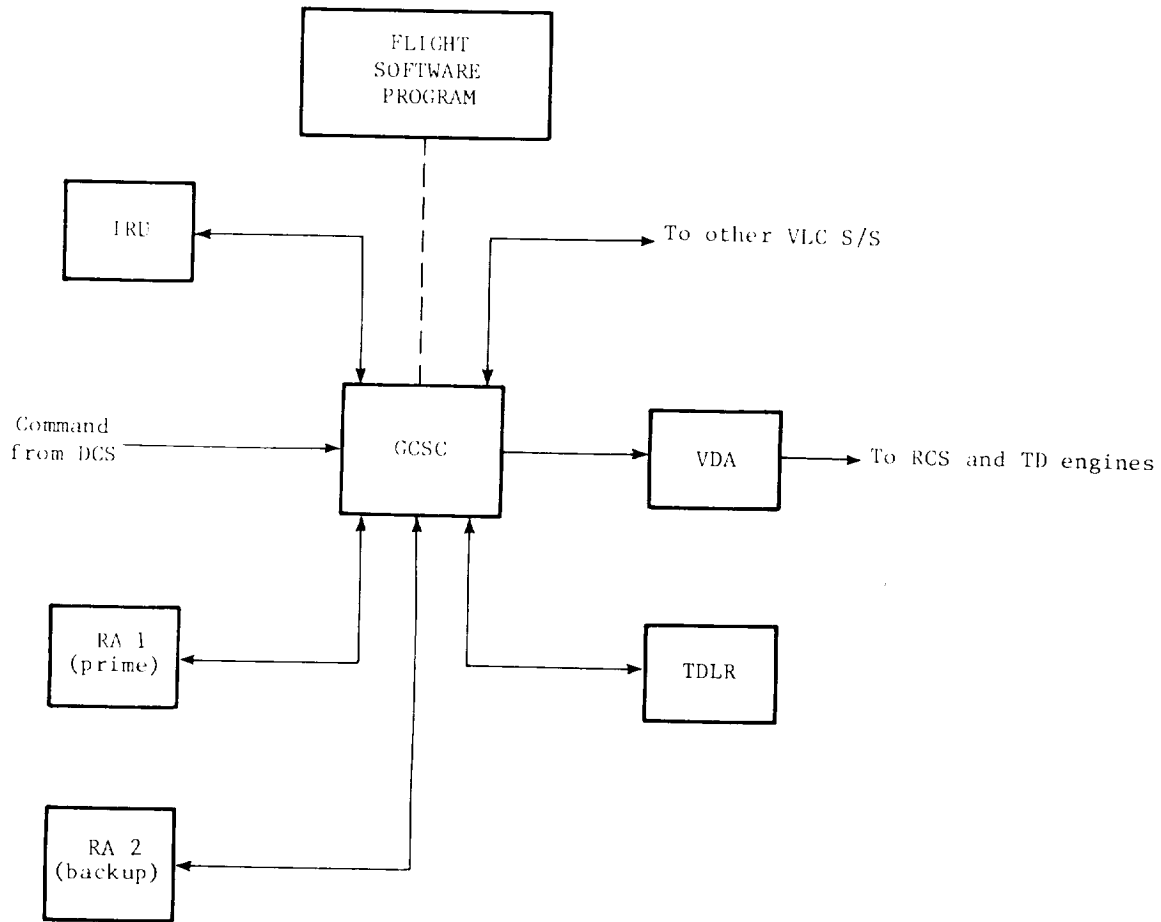 FLIGHT
SOFTWARE
PROGRAM
IRU
To other VLC S/S
Command
from DCS
GCSC
VDA
To RCS and TD engines
RA 1
(prime)
TDLR
RA 2
(backup)